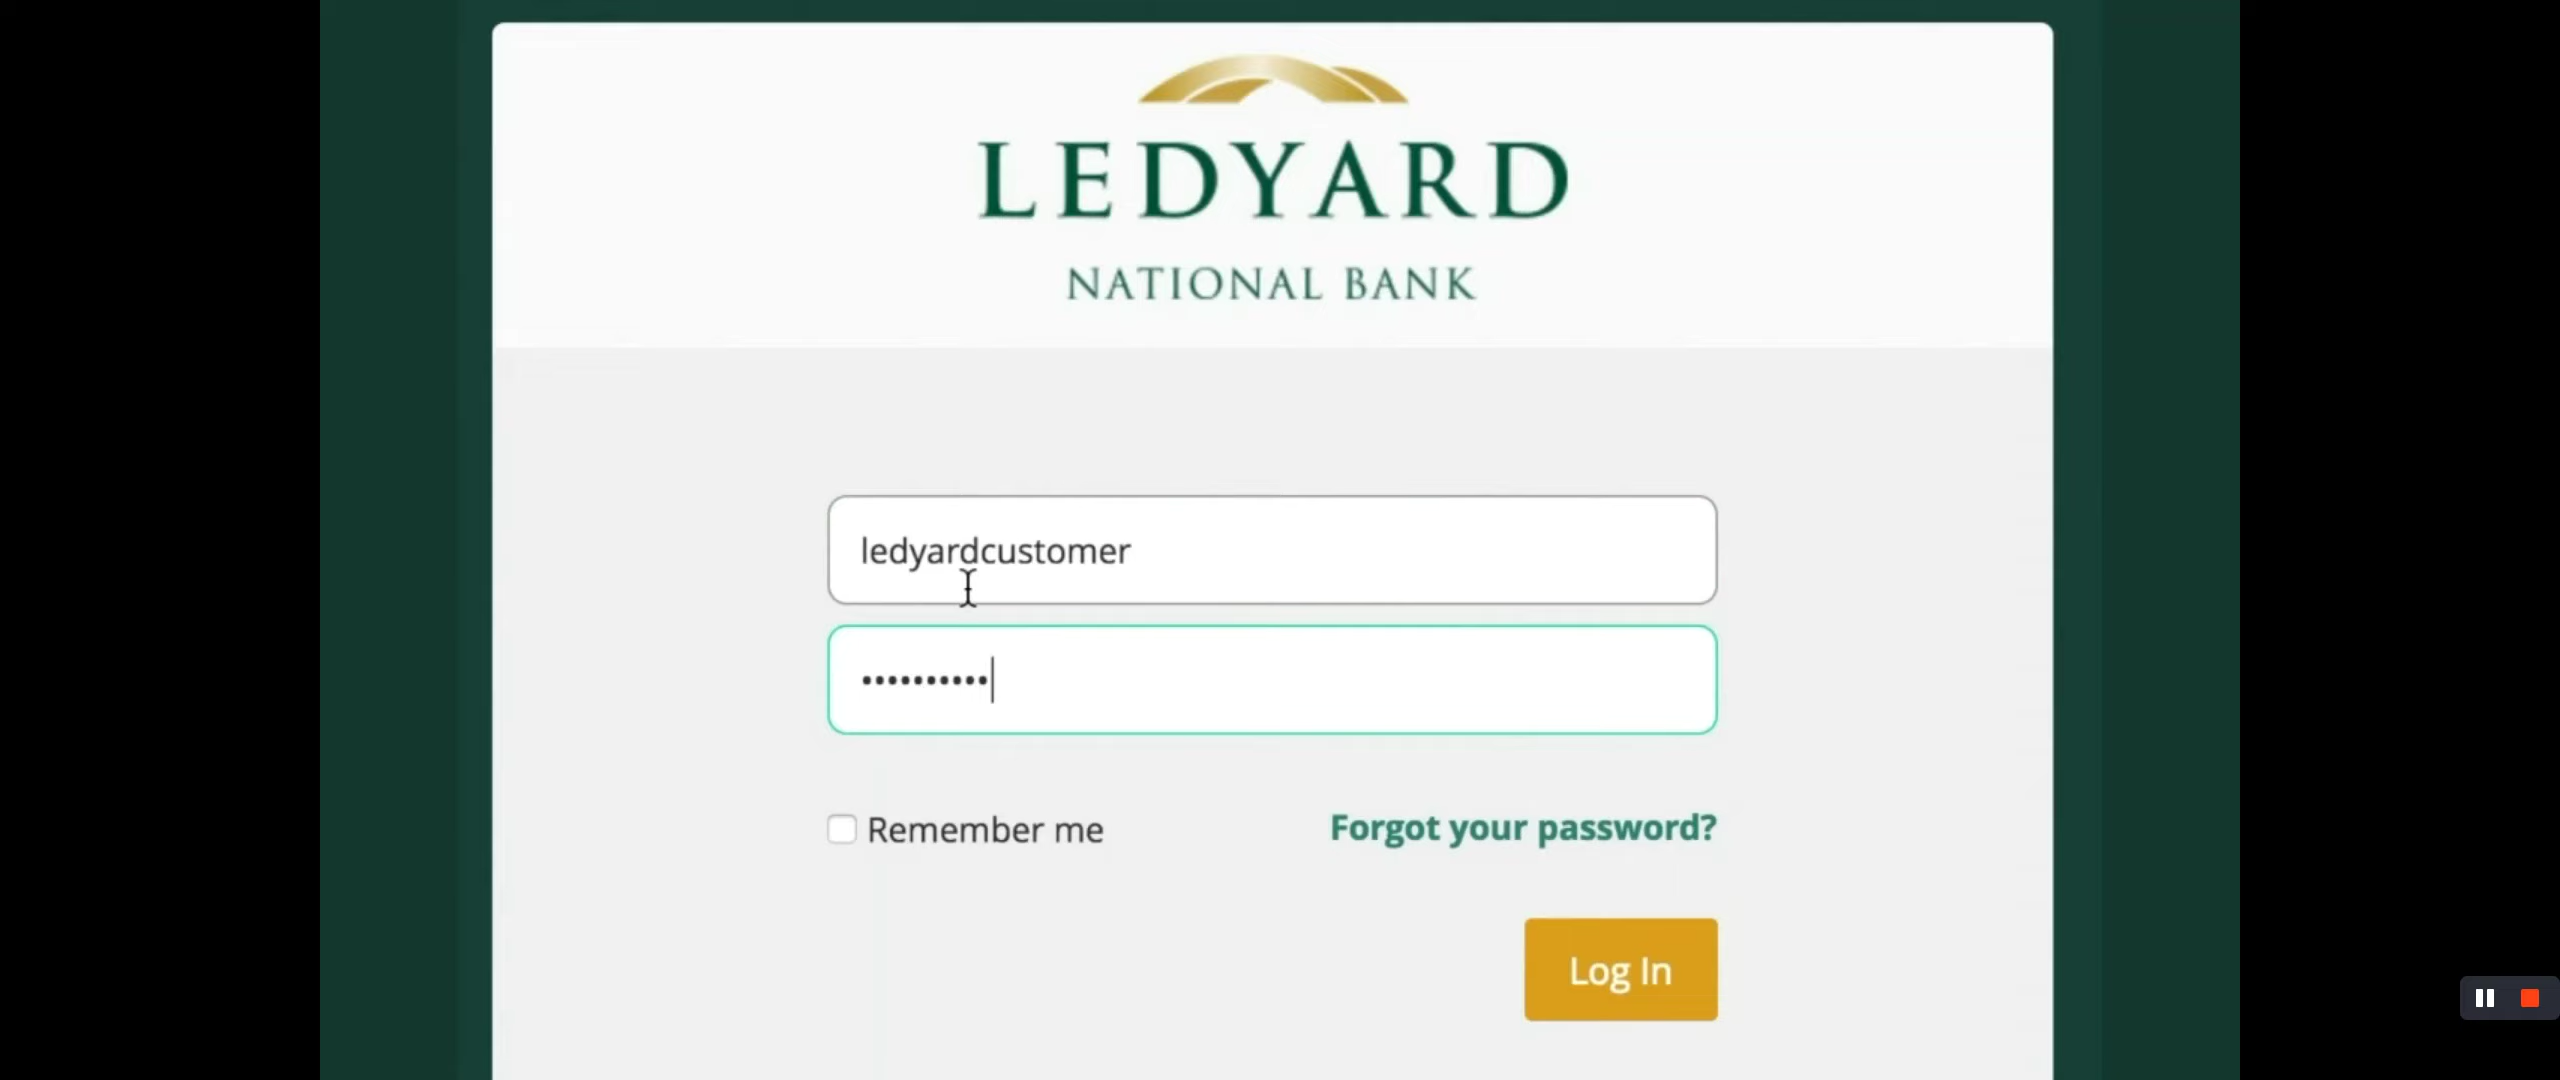 LEDYARD
NATIONAL BANK
ledyardcustomer
••••••••••
Remember me
Forgot your password?
Log In